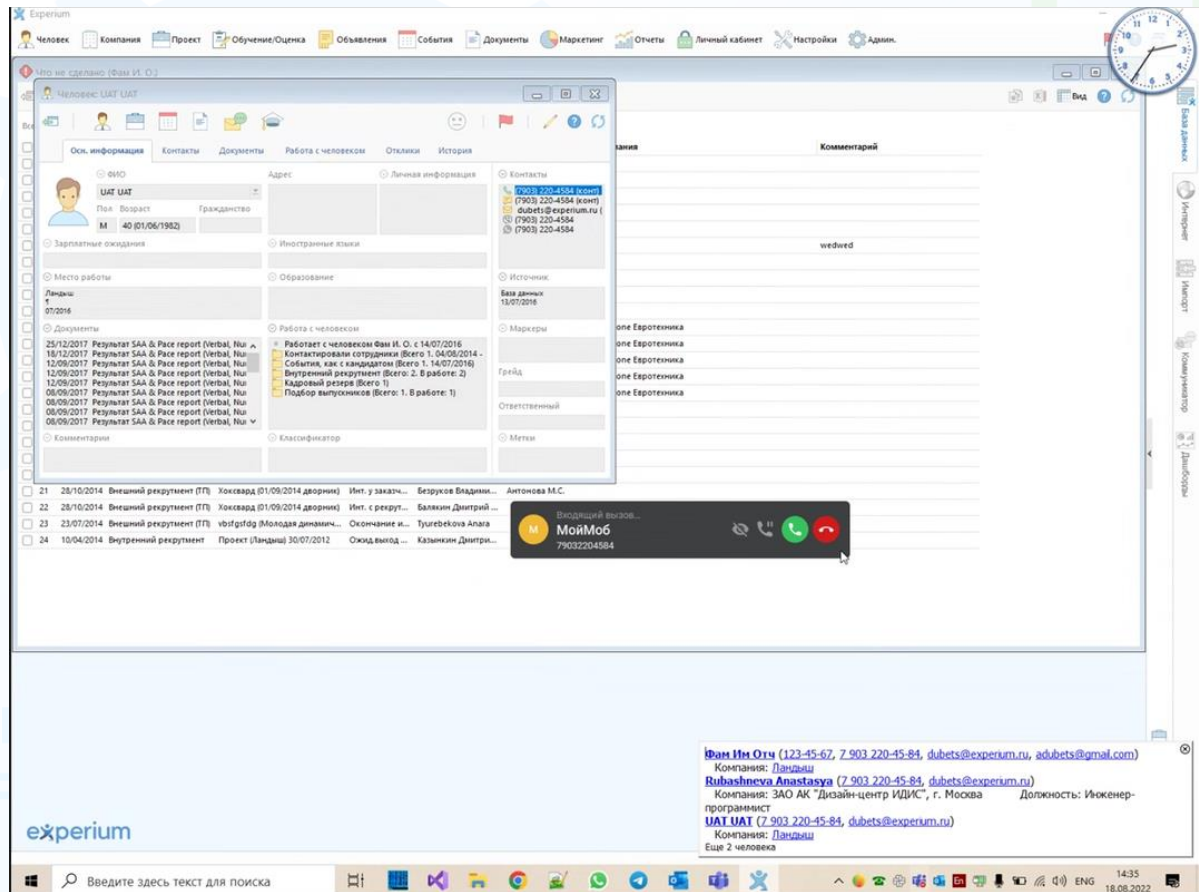 Experium
Человек Компания Проект Обучение/Оценка Объявления События Документы Маркетинг Отчеты Личный кабинет Настройки Админ.
Что не сделано (Фам И. О.)
Человек: UAT UAT
Вид
Осн. информация Контакты Документы Работа с человеком Отклики История
ФИО
UAT UAT
Пол Возраст Гражданство
М 40 (01/06/1982)
Адрес
Личная информация
Контакты
(7903) 220-4584 (конт)
(7903) 220-4584 (конт)
dubets@experium.ru (
(7903) 220-4584
(7903) 220-4584
Зарплатные ожидания
Иностранные языки
Место работы
Ландыш
¶
07/2016
Образование
Источник
База данных
13/07/2016
Документы
25/12/2017 Результат SAA & Pace report (Verbal, Nu
18/12/2017 Результат SAA & Pace report (Verbal, Nu
12/09/2017 Результат SAA & Pace report (Verbal, Nu
12/09/2017 Результат SAA & Pace report (Verbal, Nu
12/09/2017 Результат SAA & Pace report (Verbal, Nu
08/09/2017 Результат SAA & Pace report (Verbal, Nu
08/09/2017 Результат SAA & Pace report (Verbal, Nu
08/09/2017 Результат SAA & Pace report (Verbal, Nu
08/09/2017 Результат SAA & Pace report (Verbal, Nu
Работа с человеком
Работает с человеком Фам И. О. с 14/07/2016
Контактировали сотрудники (Всего 1. 04/08/2014 -
События, как с кандидатом (Всего 1. 14/07/2016)
Внутренний рекрутмент (Всего: 2. В работе: 2)
Кадровый резерв (Всего 1)
Подбор выпускников (Всего: 1. В работе: 1)
Маркеры
Грейд
Ответственный
Комментарии
Классификатор
Метки
ания
Комментарий
wedwed
one Евротехника
one Евротехника
one Евротехника
one Евротехника
one Евротехника
21 28/10/2014 Внешний рекрутмент (ТП) Хоксвард (01/09/2014 дворник) Инт. у заказч... Безруков Владими... Антонова М.С.
22 28/10/2014 Внешний рекрутмент (ТП) Хоксвард (01/09/2014 дворник) Инт. с рекрут... Балякин Дмитрий ...
23 23/07/2014 Внешний рекрутмент (ТП) vbsfgsfdg (Молодая динамич... Окончание и... Tyurebekova Anara
24 10/04/2014 Внутренний рекрутмент Проект (Ландыш) 30/07/2012 Ожид.выход ... Казынкин Дмитри...
М
Входящий вызов...
МойМоб
79032204584
База данных
Интернет
Импорт
Коммуникатор
Дашборды
Фам Им Отч (123-45-67, 7 903 220-45-84, dubets@experium.ru, adubets@gmail.com)
Компания: Ландыш
Rubashneva Anastasya (7 903 220-45-84, dubets@experium.ru)
Компания: ЗАО АК "Дизайн-центр ИДИС", г. Москва Должность: Инженер-
программист
UAT UAT (7 903 220-45-84, dubets@experium.ru)
Компания: Ландыш
Еще 2 человека
experium
Введите здесь текст для поиска
ENG
14:35
18.08.2022